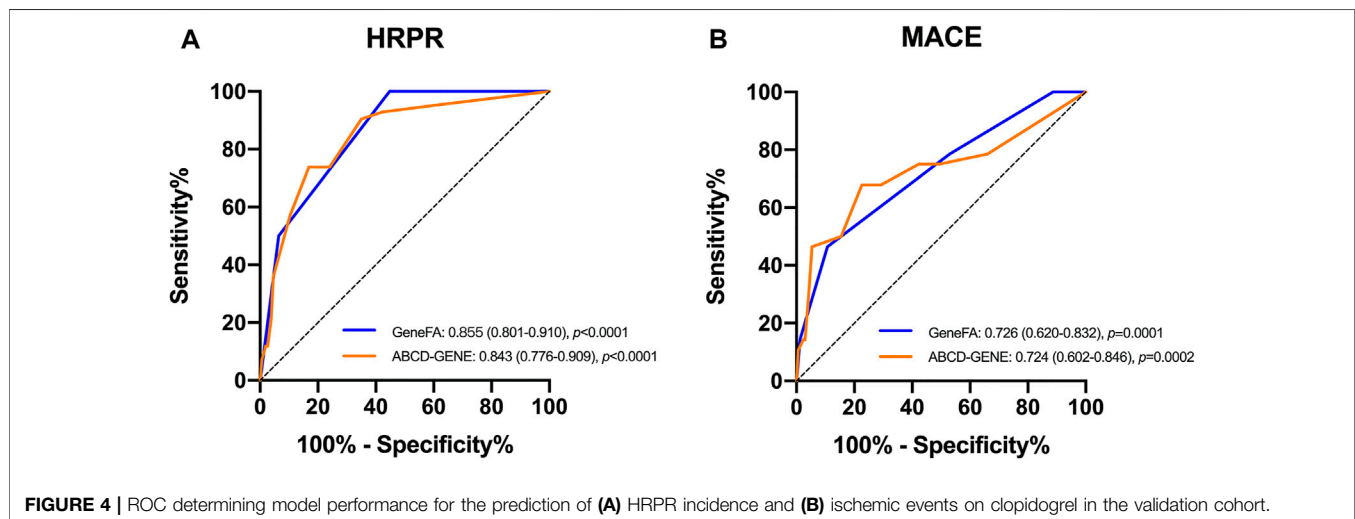 A HRPR
100
80
60
40
20
0
Sensitivity%
GeneFA: 0.855 (0.801-0.910), p<0.0001
ABCD-GENE: 0.843 (0.776-0.909), p<0.0001
0 20 40 60 80 100
100% - Specificity%
B MACE
100
80
60
40
20
0
Sensitivity%
GeneFA: 0.726 (0.620-0.832), p=0.0001
ABCD-GENE: 0.724 (0.602-0.846), p=0.0002
0 20 40 60 80 100
100% - Specificity%
FIGURE 4 | ROC determining model performance for the prediction of (A) HRPR incidence and (B) ischemic events on clopidogrel in the validation cohort.